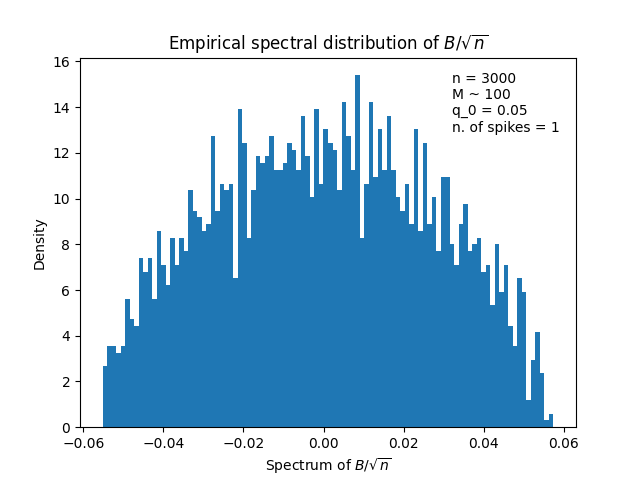 Empirical spectral distribution of B/√n
n = 3000
M ~ 100
q_0 = 0.05
n. of spikes = 1
16
14
12
10
8
6
4
2
0
Density
−0.06 −0.04 −0.02 0.00 0.02 0.04 0.06
Spectrum of B/√n